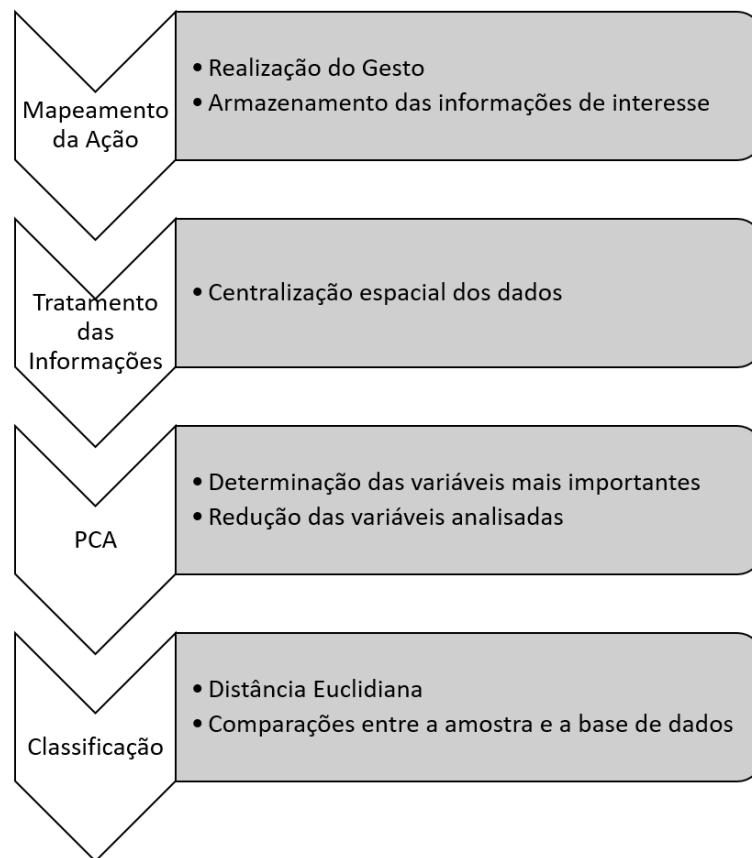 Mapeamento
da Ação
• Realização do Gesto
• Armazenamento das informações de interesse
Tratamento
das
Informações
• Centralização espacial dos dados
PCA
• Determinação das variáveis mais importantes
• Redução das variáveis analisadas
Classificação
• Distância Euclidiana
• Comparações entre a amostra e a base de dados